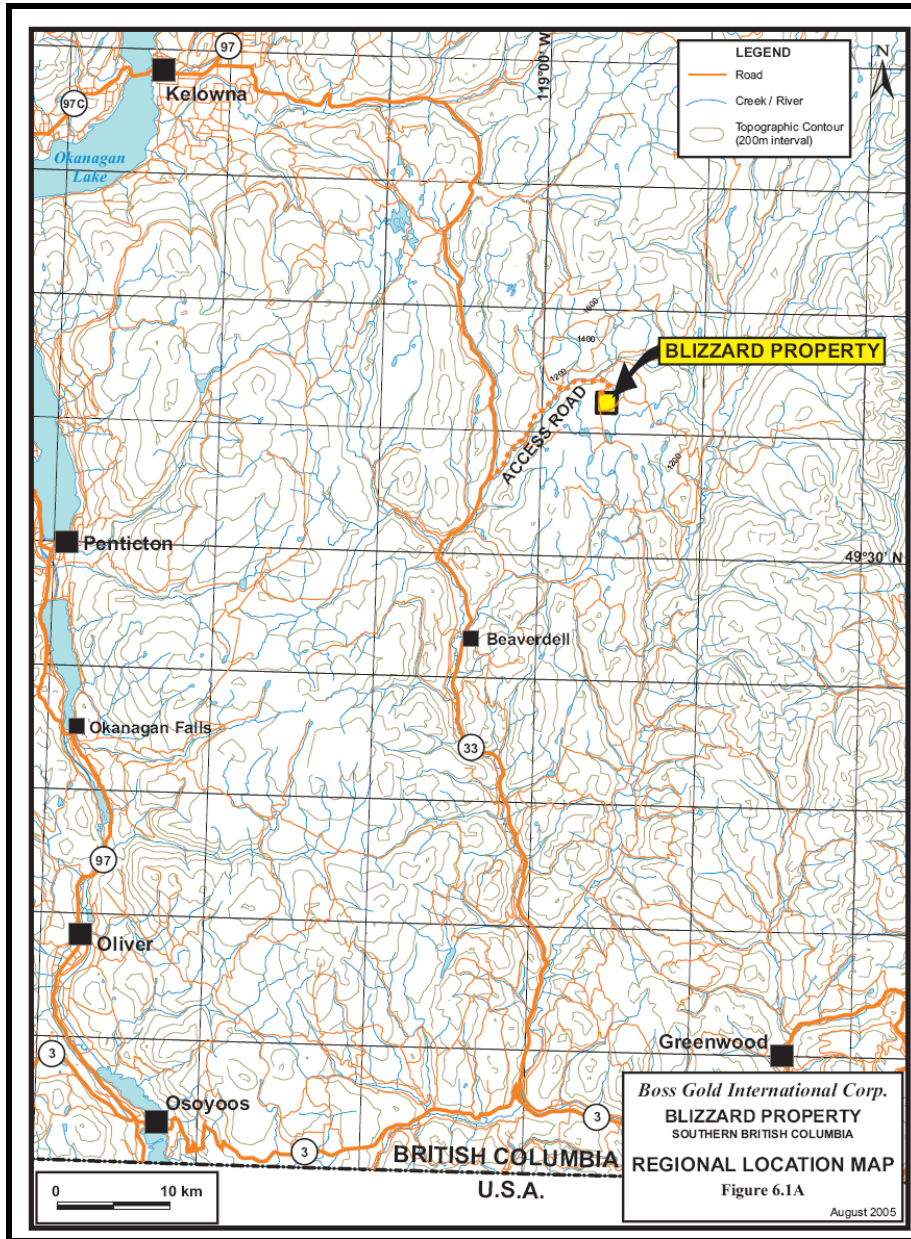 97
119°00' W
LEGEND
Road
Creek / River
Topographic Contour
(200m interval)
N
Kelowna
97C
Okanagan
Lake
1600
1400
1200
BLIZZARD PROPERTY
ACCESS ROAD
1200
Penticton
49°30' N
Beaverdell
Okanagan Falls
33
97
Oliver
3
Greenwood
Osoyoos
3
3
BRITISH COLUMBIA
U.S.A.
0 10 km
Boss Gold International Corp.
BLIZZARD PROPERTY
SOUTHERN BRITISH COLUMBIA
REGIONAL LOCATION MAP
Figure 6.1A
August 2005